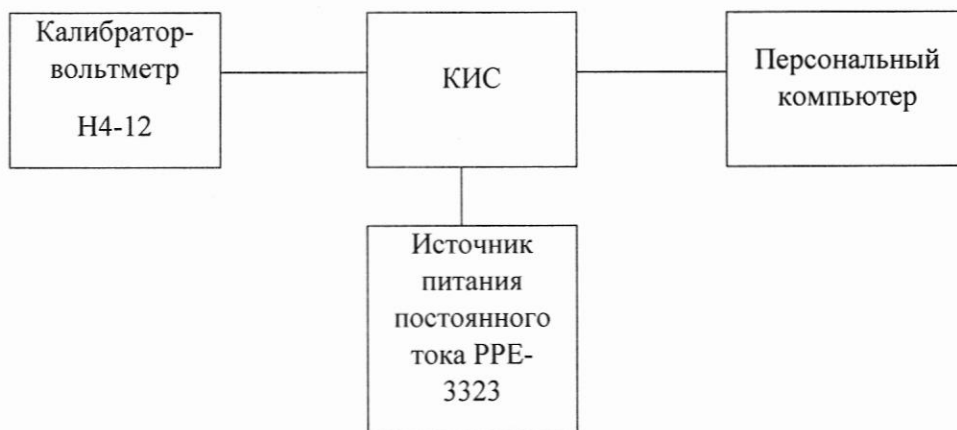 Калибратор-
вольтметр
Н4-12
КИС
Персональный
компьютер
Источник
питания
постоянного
тока PPE-
3323